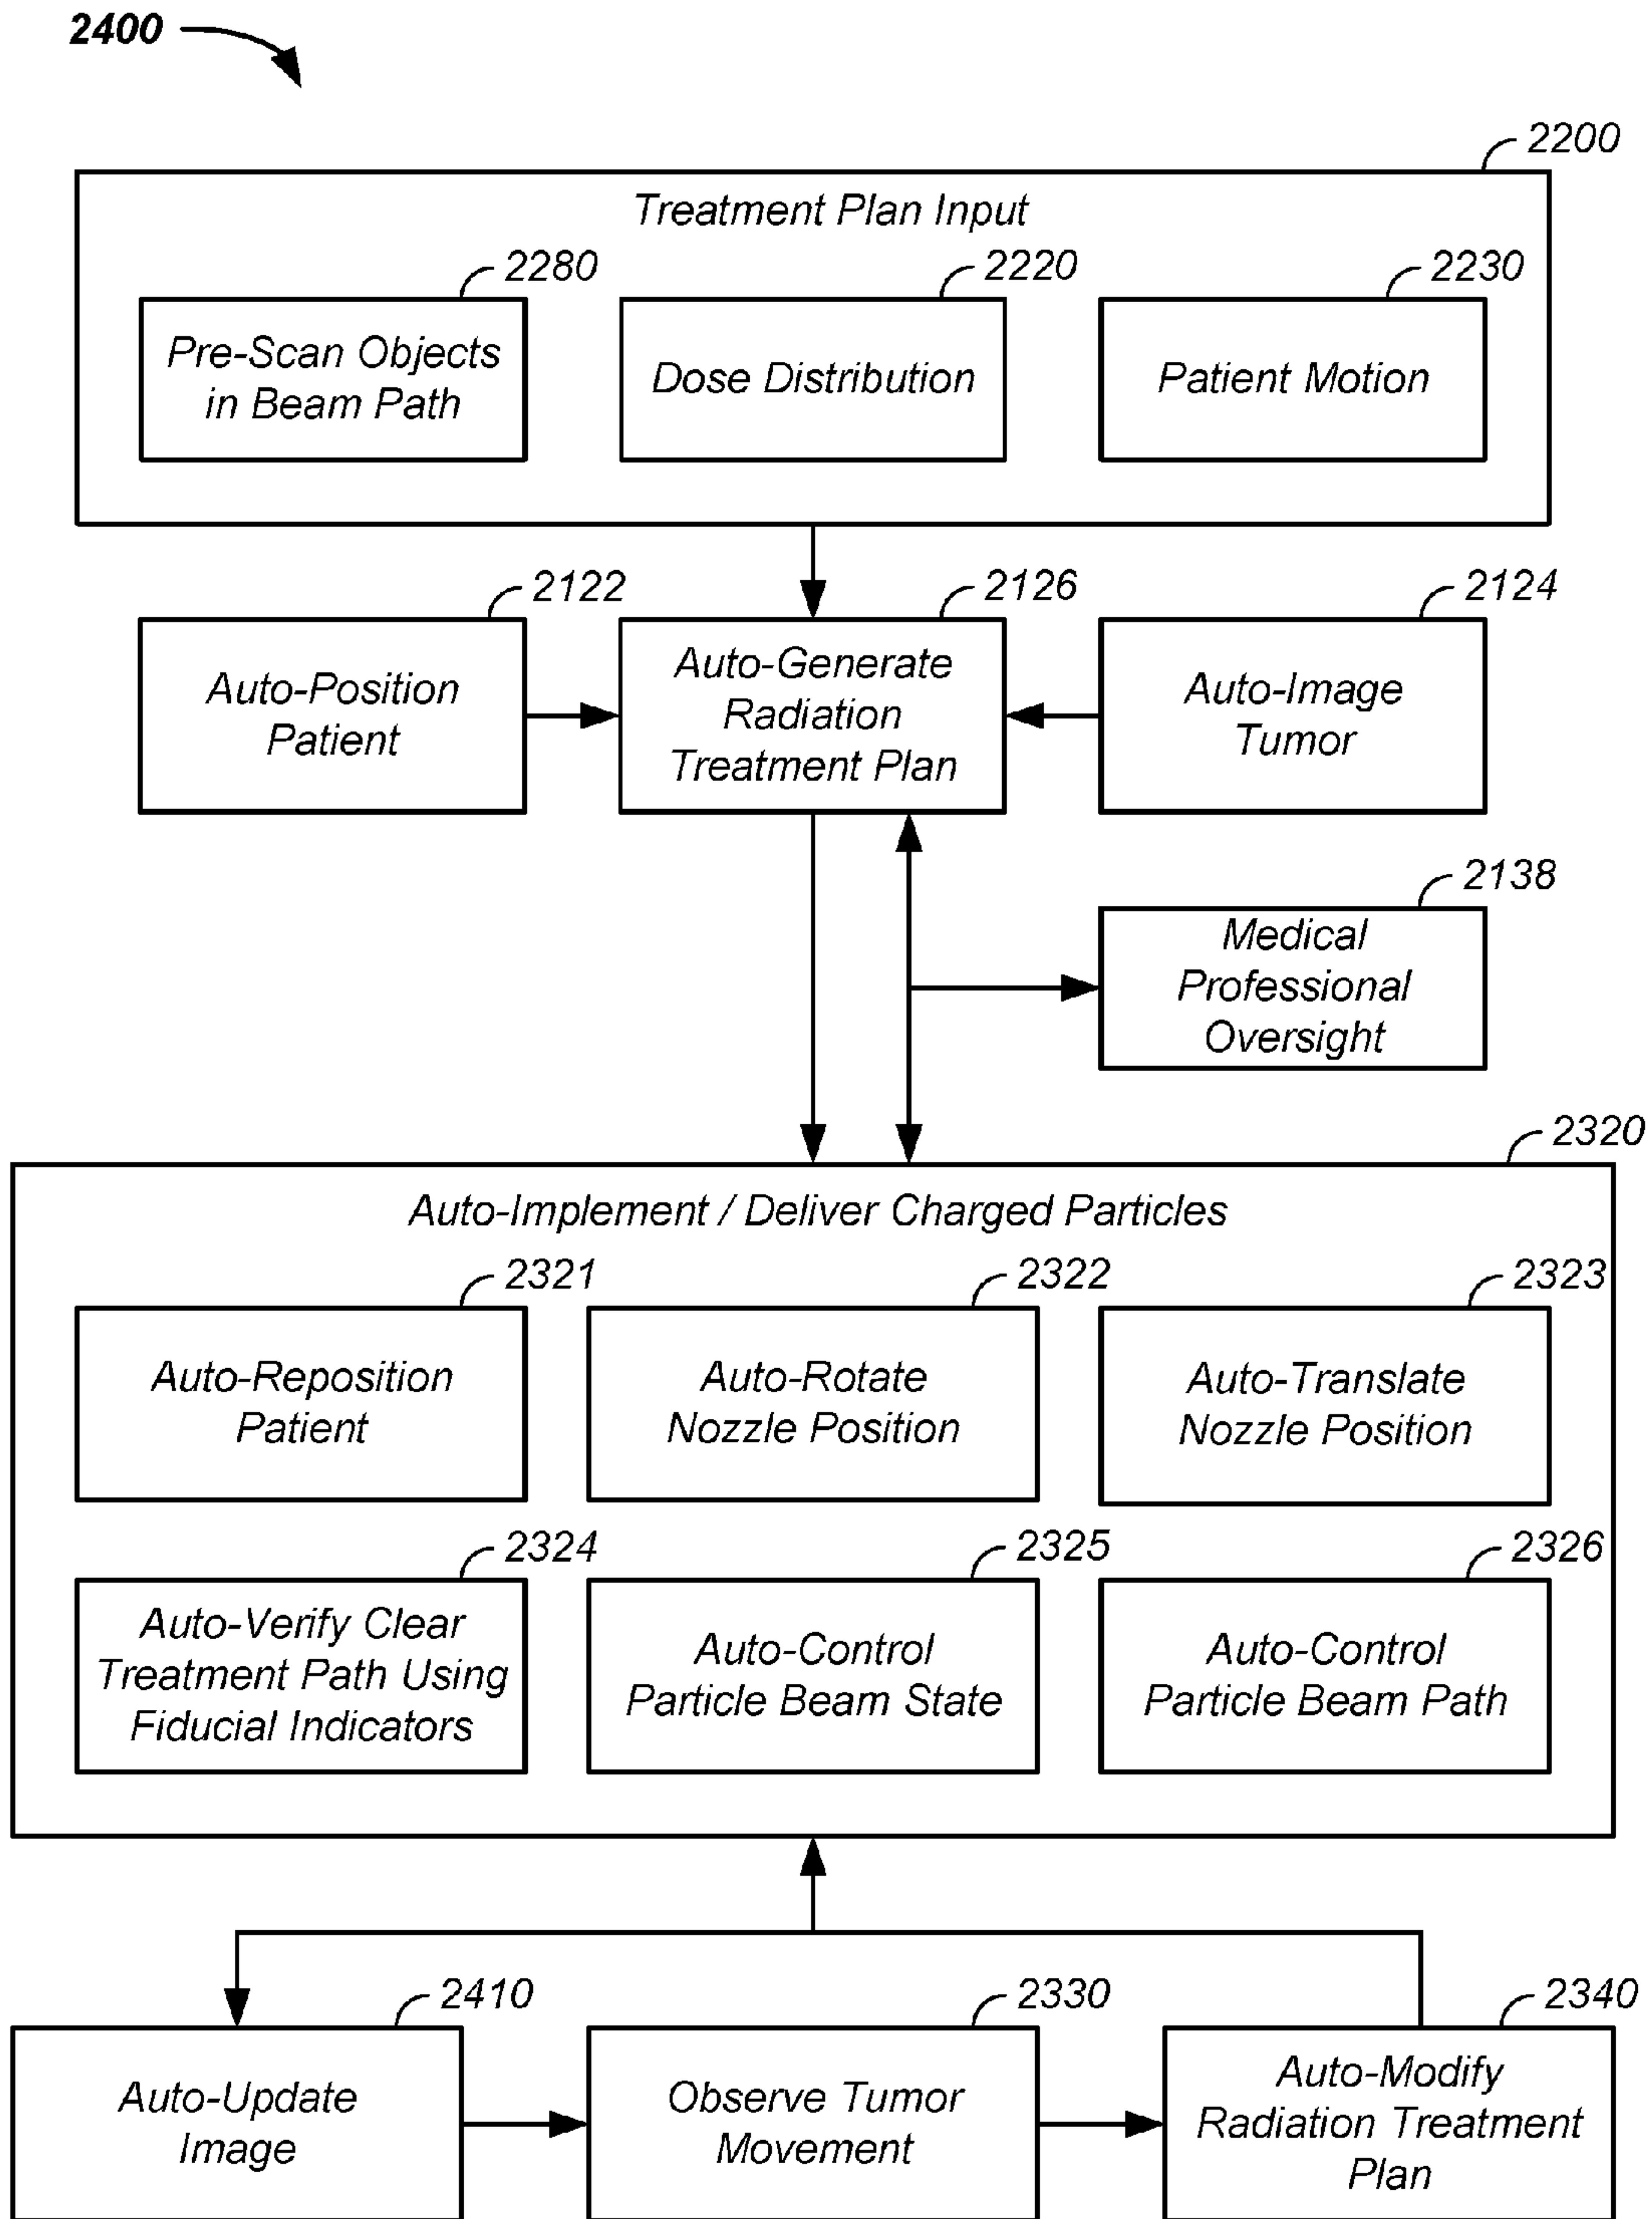 2400
2200
Treatment Plan Input
2280
2220
2230
Pre-Scan Objects
in Beam Path
Dose Distribution
Patient Motion
2122
2126
2124
Auto-Position
Patient
Auto-Generate
Radiation
Treatment Plan
Auto-Image
Tumor
2138
Medical
Professional
Oversight
2320
Auto-Implement / Deliver Charged Particles
2321
2322
2323
Auto-Reposition
Patient
Auto-Rotate
Nozzle Position
Auto-Translate
Nozzle Position
2324
2325
2326
Auto-Verify Clear
Treatment Path Using
Fiducial Indicators
Auto-Control
Particle Beam State
Auto-Control
Particle Beam Path
2410
2330
2340
Auto-Update
Image
Observe Tumor
Movement
Auto-Modify
Radiation Treatment
Plan